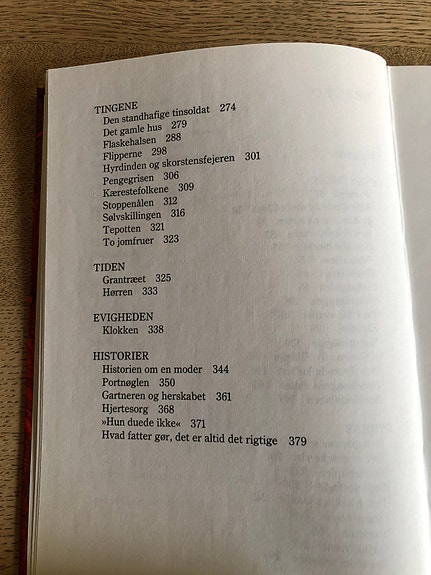 TINGENE
Den standhafige tinsoldat 274
Det gamle hus 279
Flaskehalsen 288
Flipperne 298
Hyrdinden og skorstensfejeren 301
Pengegrisen 306
Kærestefolkene 309
Stoppenålen 312
Sølvskillingen 316
Tepotten 321
To jomfruer 323
TIDEN
Grantræet 325
Hørren 333
EVIGHEDEN
Klokken 338
HISTORIER
Historien om en moder 344
Portnøglen 350
Gartneren og herskabet 361
Hjertesorg 368
»Hun duede ikke« 371
Hvad fatter gør, det er altid det rigtige 379